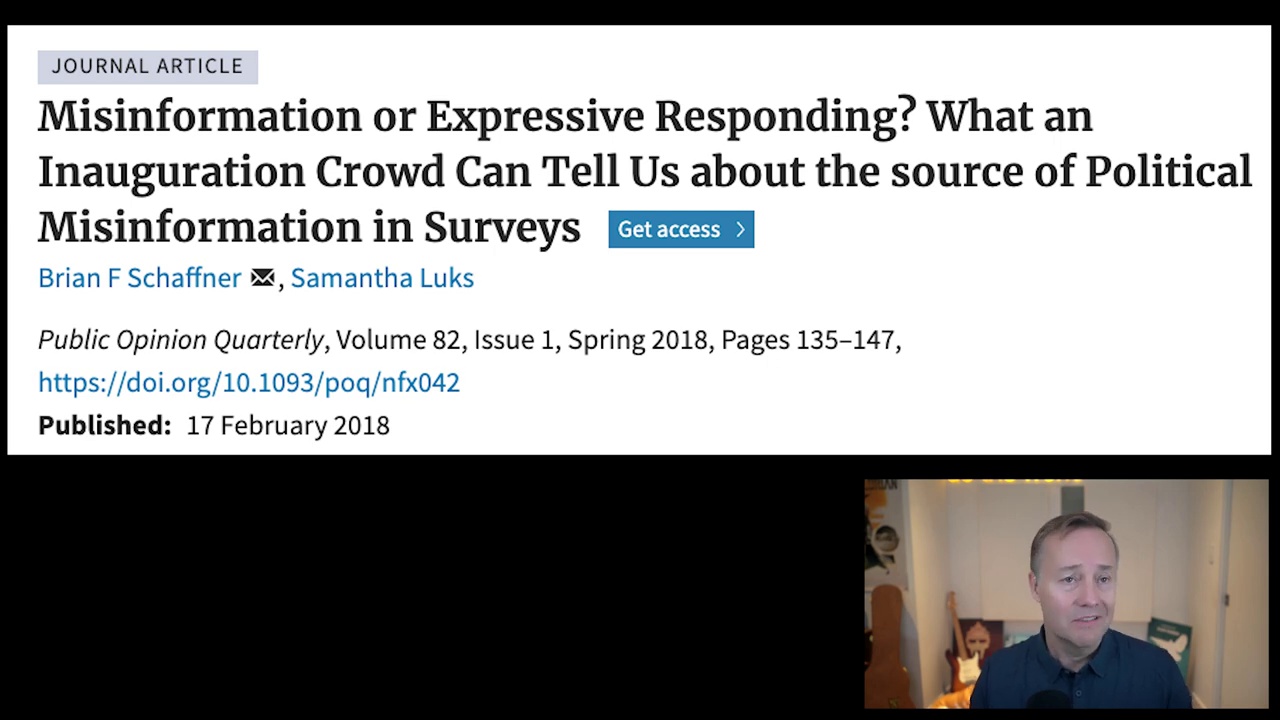 JOURNAL ARTICLE
Misinformation or Expressive Responding? What an
Inauguration Crowd Can Tell Us about the source of Political
Misinformation in Surveys Get access
Brian F Schaffner, Samantha Luks
Public Opinion Quarterly, Volume 82, Issue 1, Spring 2018, Pages 135–147,
https://doi.org/10.1093/poq/nfx042
Published: 17 February 2018